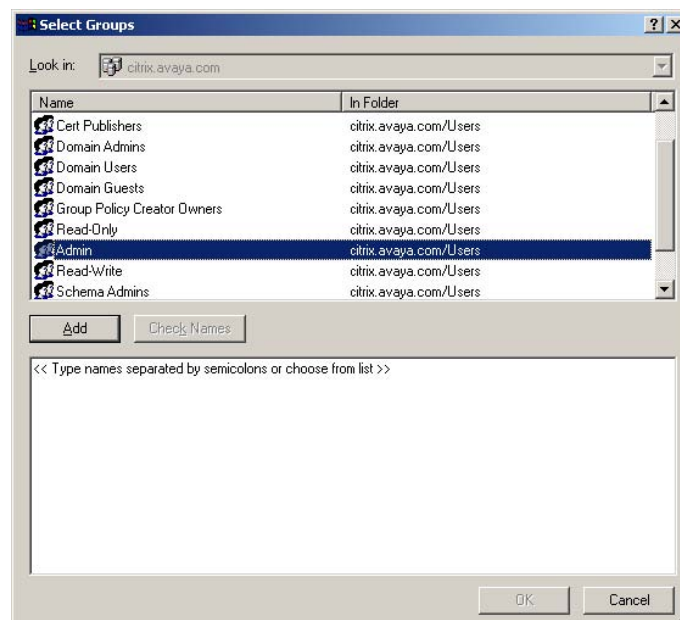 Select Groups
Look in: citrix.avaya.com
Name In Folder
Cert Publishers citrix.avaya.com/Users
Domain Admins citrix.avaya.com/Users
Domain Users citrix.avaya.com/Users
Domain Guests citrix.avaya.com/Users
Group Policy Creator Owners citrix.avaya.com/Users
Read-Only citrix.avaya.com/Users
Admin citrix.avaya.com/Users
Read-Write citrix.avaya.com/Users
Schema Admins citrix.avaya.com/Users
Add Check Names
<< Type names separated by semicolons or choose from list >>
OK Cancel